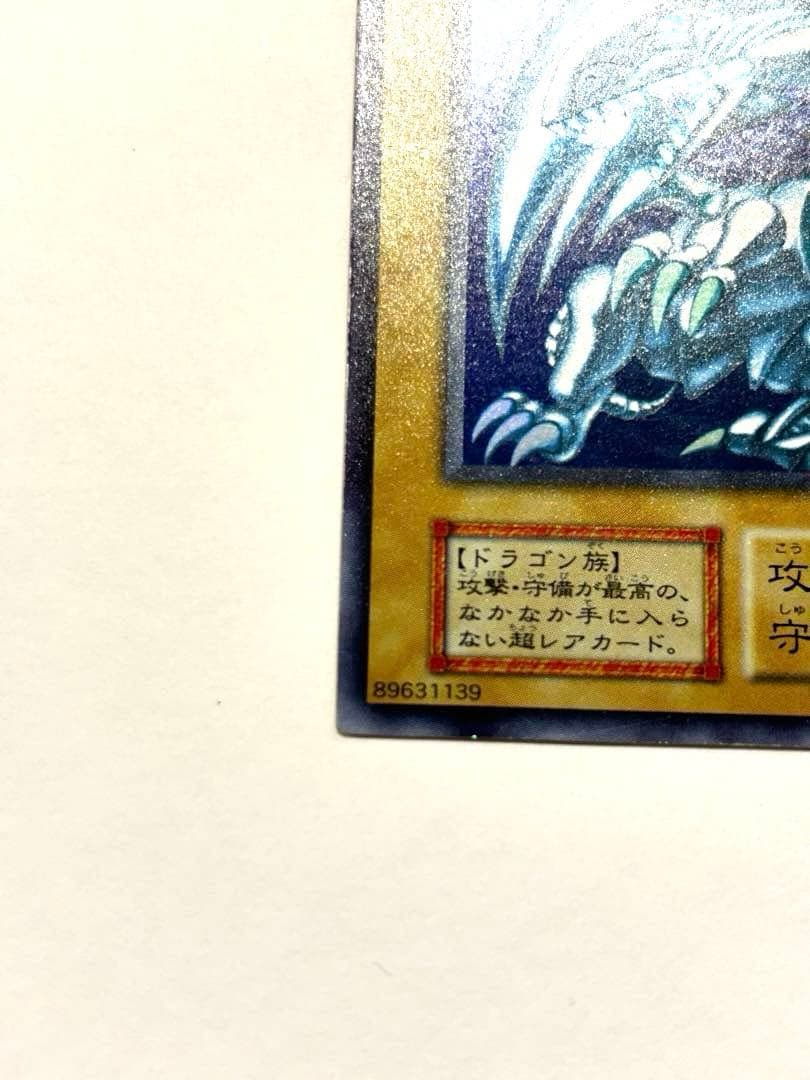 【ドラゴン族】
攻撃・守備が最高の、
なかなか手に入ら
ない超レアカード。
攻
守
89631139